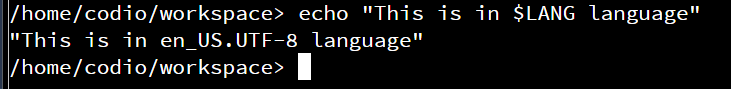 /home/codio/workspace> echo "This is in $LANG language"
"This is in en_US.UTF-8 language"
/home/codio/workspace>